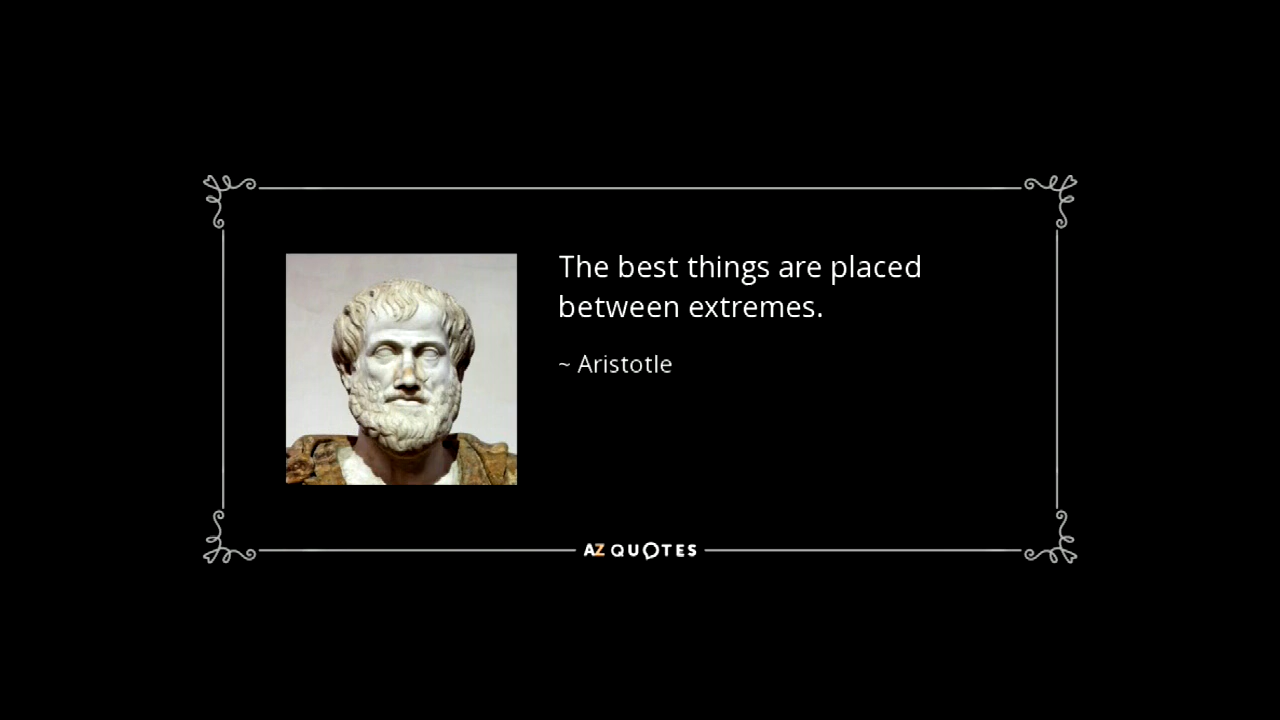 The best things are placed
between extremes.
~ Aristotle
AZ QUOTES